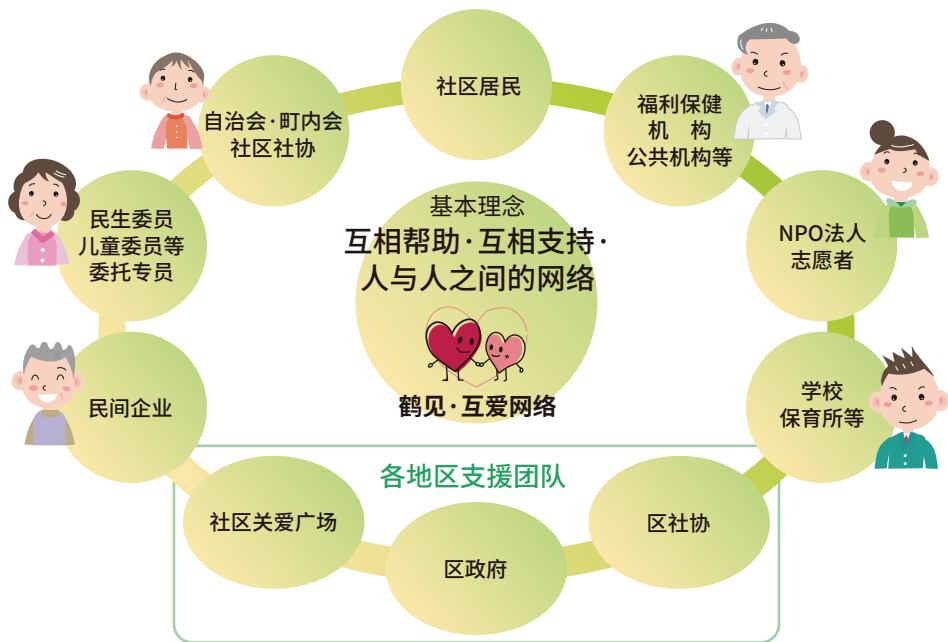 社区居民
福利保健
机　构
公共机构等
NPO法人
志愿者
学校
保育所等
自治会·町内会
社区社协
民生委员
儿童委员等
委托专员
民间企业
基本理念
互相帮助·互相支持·
人与人之间的网络
鹤见·互爱网络
各地区支援团队
社区关爱广场
区政府
区社协